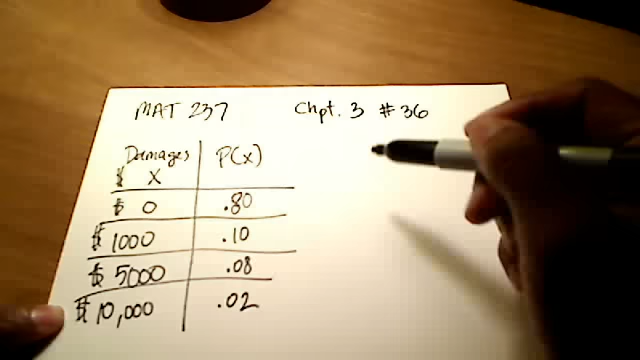 MAT 237 Chpt. 3 #36
Damages P(x)
$ X
$ 0 .80
$ 1000 .10
$ 5000 .08
$ 10,000 .02